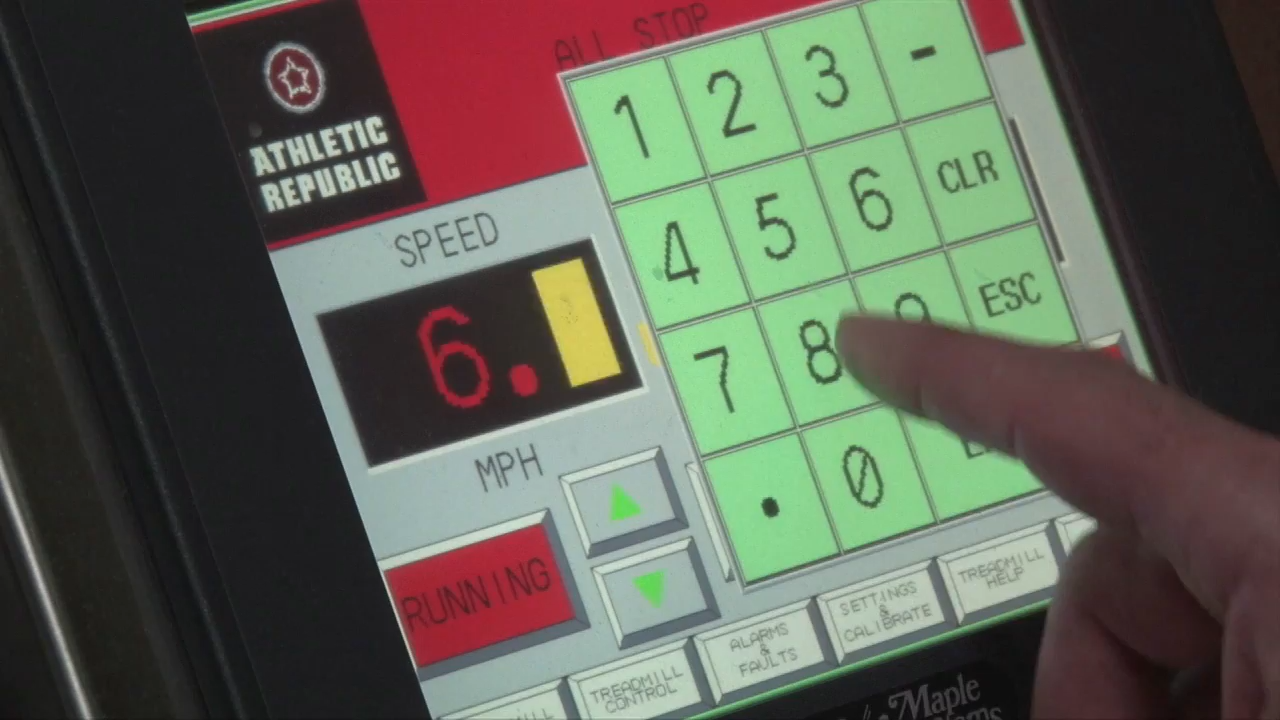 ATHLETIC
REPUBLIC
ALL STOP
SPEED
6.
MPH
RUNNING
1 2 3 -
4 5 6 CLR
7 8 9 ESC
. 0
TREADMILL
CONTROL
ALARMS
&
FAULTS
SETTINGS
&
CALIBRATE
TREADMILL
HELP
Maple